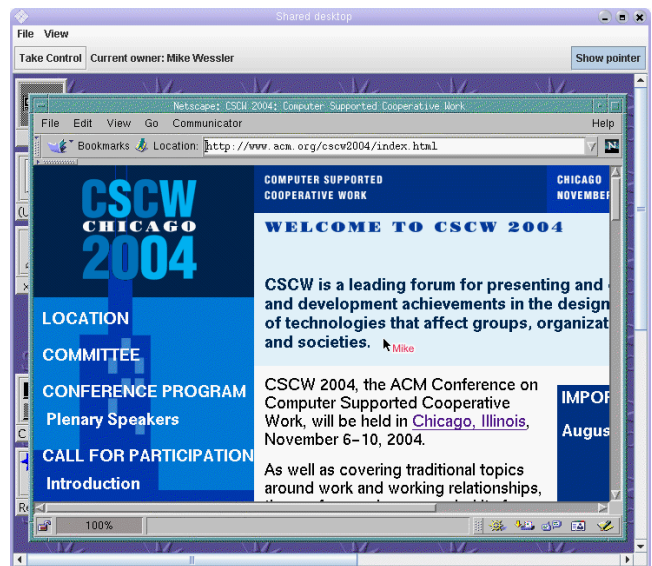 Shared desktop
File View
Take Control Current owner: Mike Wessler Show pointer
Netscape: CSCW 2004: Computer Supported Cooperative Work
File Edit View Go Communicator Help
Bookmarks Location: http://www.acm.org/cscw2004/index.html N
CSCW
CHICAGO
2004
COMPUTER SUPPORTED
COOPERATIVE WORK
CHICAGO
NOVEMBER
WELCOME TO CSCW 2004
CSCW is a leading forum for presenting and
and development achievements in the design
of technologies that affect groups, organizat
and societies.
Mike
LOCATION
COMMITTEE
CONFERENCE PROGRAM
Plenary Speakers
CALL FOR PARTICIPATION
Introduction
CSCW 2004, the ACM Conference on
Computer Supported Cooperative
Work, will be held in Chicago, Illinois,
November 6-10, 2004.
As well as covering traditional topics
around work and working relationships,
IMPOR
Augus
100%